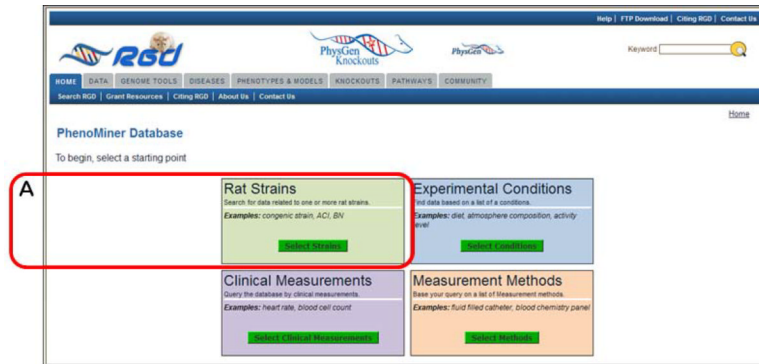 Help | FTP Download | Citing RGD | Contact Us
RGD
PhysGen
Knockouts
PhysGen
Keyword
HOME DATA GENOME TOOLS DISEASES PHENOTYPES & MODELS KNOCKOUTS PATHWAYS COMMUNITY
Search RGD | Grant Resources | Citing RGD | About Us | Contact Us
Home
PhenoMiner Database
To begin, select a starting point
A
Rat Strains
Search for data related to one or more rat strains.
Examples: congenic strain, ACI, BN
Select Strains
Experimental Conditions
Find data based on a list of a conditions.
Examples: diet, atmosphere composition, activity
level
Select Conditions
Clinical Measurements
Query the database by clinical measurements.
Examples: heart rate, blood cell count
Select Clinical Measurements
Measurement Methods
Base your query on a list of Measurement methods.
Examples: fluid filled catheter, blood chemistry panel
Select Methods